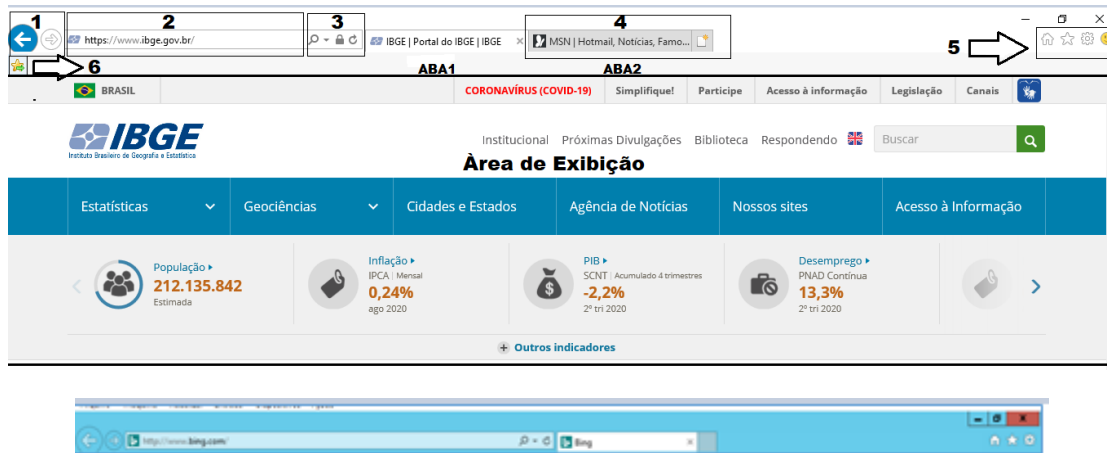 1 2 3 4
https://www.ibge.gov.br/ IBGE | Portal do IBGE | IBGE MSN | Hotmail, Notícias, Famo...
5
6 ABA1 ABA2
BRASIL CORONAVÍRUS (COVID-19) Simplifique! Participe Acesso à informação Legislação Canais
IBGE
Instituto Brasileiro de Geografia e Estatística
Institucional Próximas Divulgações Biblioteca Respondendo Buscar
Àrea de Exibição
Estatísticas Geociências Cidades e Estados Agência de Notícias Nossos sites Acesso à Informação
População Inflação PIB Desemprego
IPCA | Mensal SCNT | Acumulado 4 trimestres PNAD Contínua
212.135.842 0,24% -2,2% 13,3%
Estimada ago 2020 2º tri 2020 2º tri 2020
Outros indicadores
http://www.bing.com/ Bing